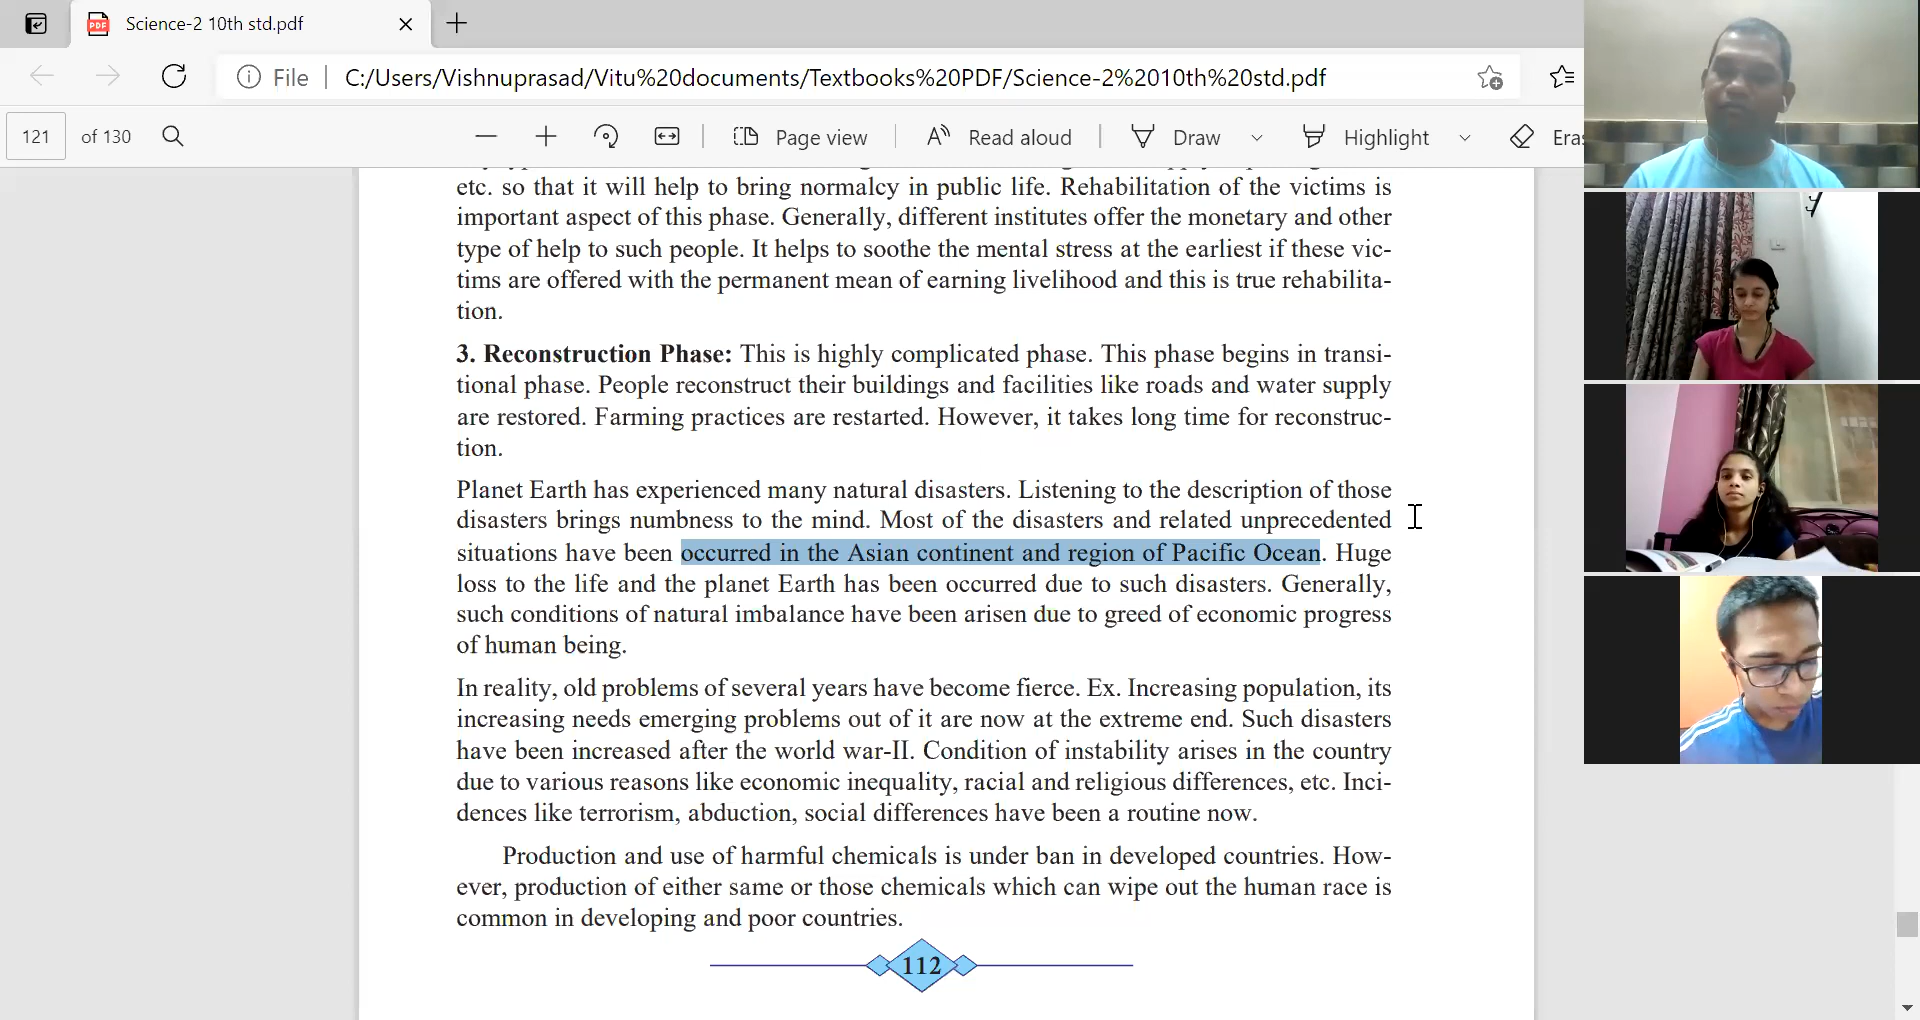 Science-2 10th std.pdf
File
C:/Users/Vishnuprasad/Vitu%20documents/Textbooks%20PDF/Science-2%2010th%20std.pdf
121 of 130
Page view
Read aloud
Draw
Highlight
Eras
etc. so that it will help to bring normalcy in public life. Rehabilitation of the victims is
important aspect of this phase. Generally, different institutes offer the monetary and other
type of help to such people. It helps to soothe the mental stress at the earliest if these vic-
tims are offered with the permanent mean of earning livelihood and this is true rehabilita-
tion.
3. Reconstruction Phase: This is highly complicated phase. This phase begins in transi-
tional phase. People reconstruct their buildings and facilities like roads and water supply
are restored. Farming practices are restarted. However, it takes long time for reconstruc-
tion.
Planet Earth has experienced many natural disasters. Listening to the description of those
disasters brings numbness to the mind. Most of the disasters and related unprecedented
situations have been occurred in the Asian continent and region of Pacific Ocean. Huge
loss to the life and the planet Earth has been occurred due to such disasters. Generally,
such conditions of natural imbalance have been arisen due to greed of economic progress
of human being.
In reality, old problems of several years have become fierce. Ex. Increasing population, its
increasing needs emerging problems out of it are now at the extreme end. Such disasters
have been increased after the world war-II. Condition of instability arises in the country
due to various reasons like economic inequality, racial and religious differences, etc. Inci-
dences like terrorism, abduction, social differences have been a routine now.
Production and use of harmful chemicals is under ban in developed countries. How-
ever, production of either same or those chemicals which can wipe out the human race is
common in developing and poor countries.
112